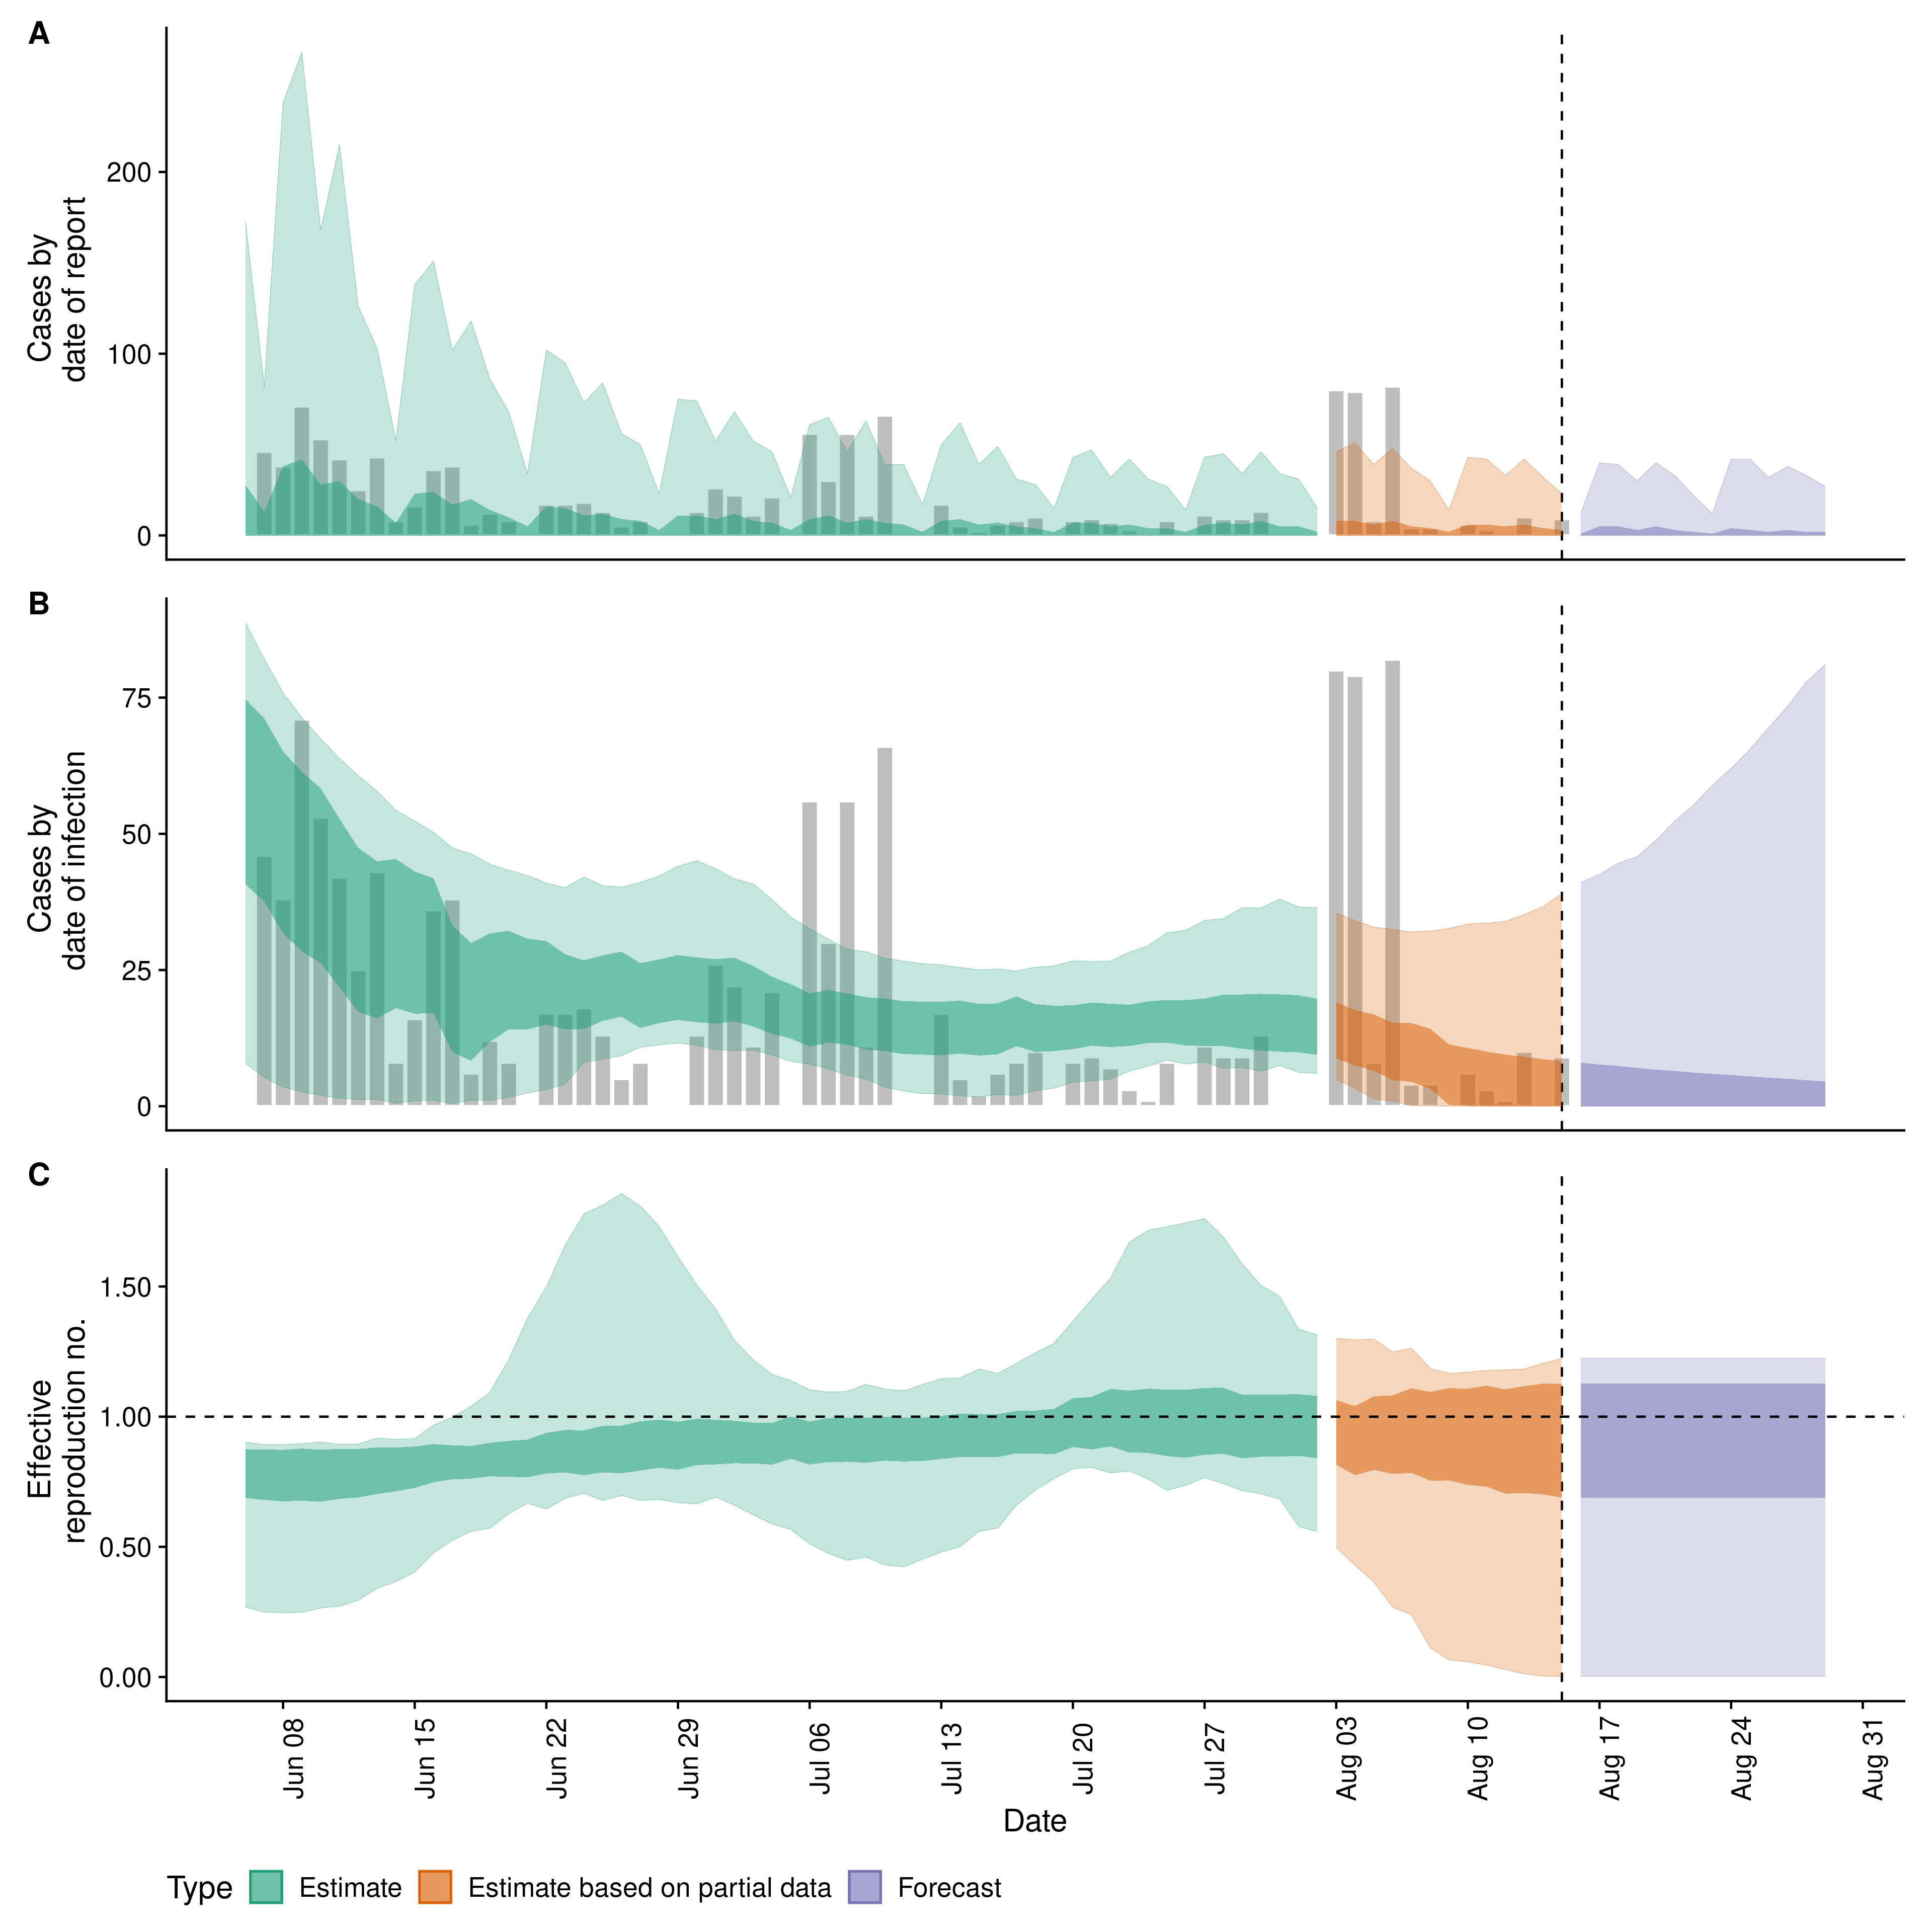 A
Cases by
date of report
200
100
0
B
Cases by
date of infection
75
50
25
0
C
Effective
reproduction no.
1.50
1.00
0.50
0.00
Jun 08
Jun 15
Jun 22
Jun 29
Jul 06
Jul 13
Jul 20
Jul 27
Aug 03
Aug 10
Aug 17
Aug 24
Aug 31
Date
Type
Estimate
Estimate based on partial data
Forecast